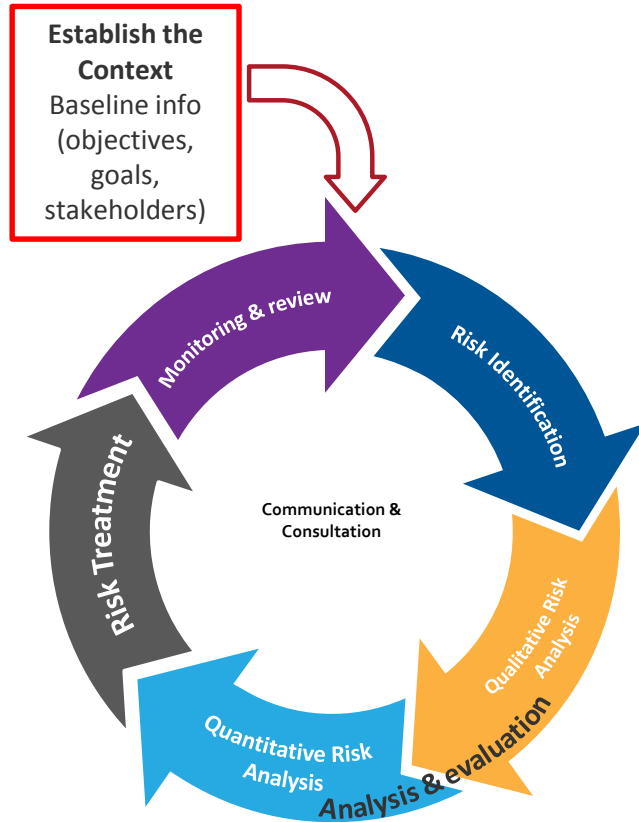 Establish the
Context
Baseline info
(objectives,
goals,
stakeholders)
Monitoring & review
Risk Identification
Risk Treatment
Communication &
Consultation
Qualitative Risk
Analysis
Quantitative Risk
Analysis
Analysis & evaluation